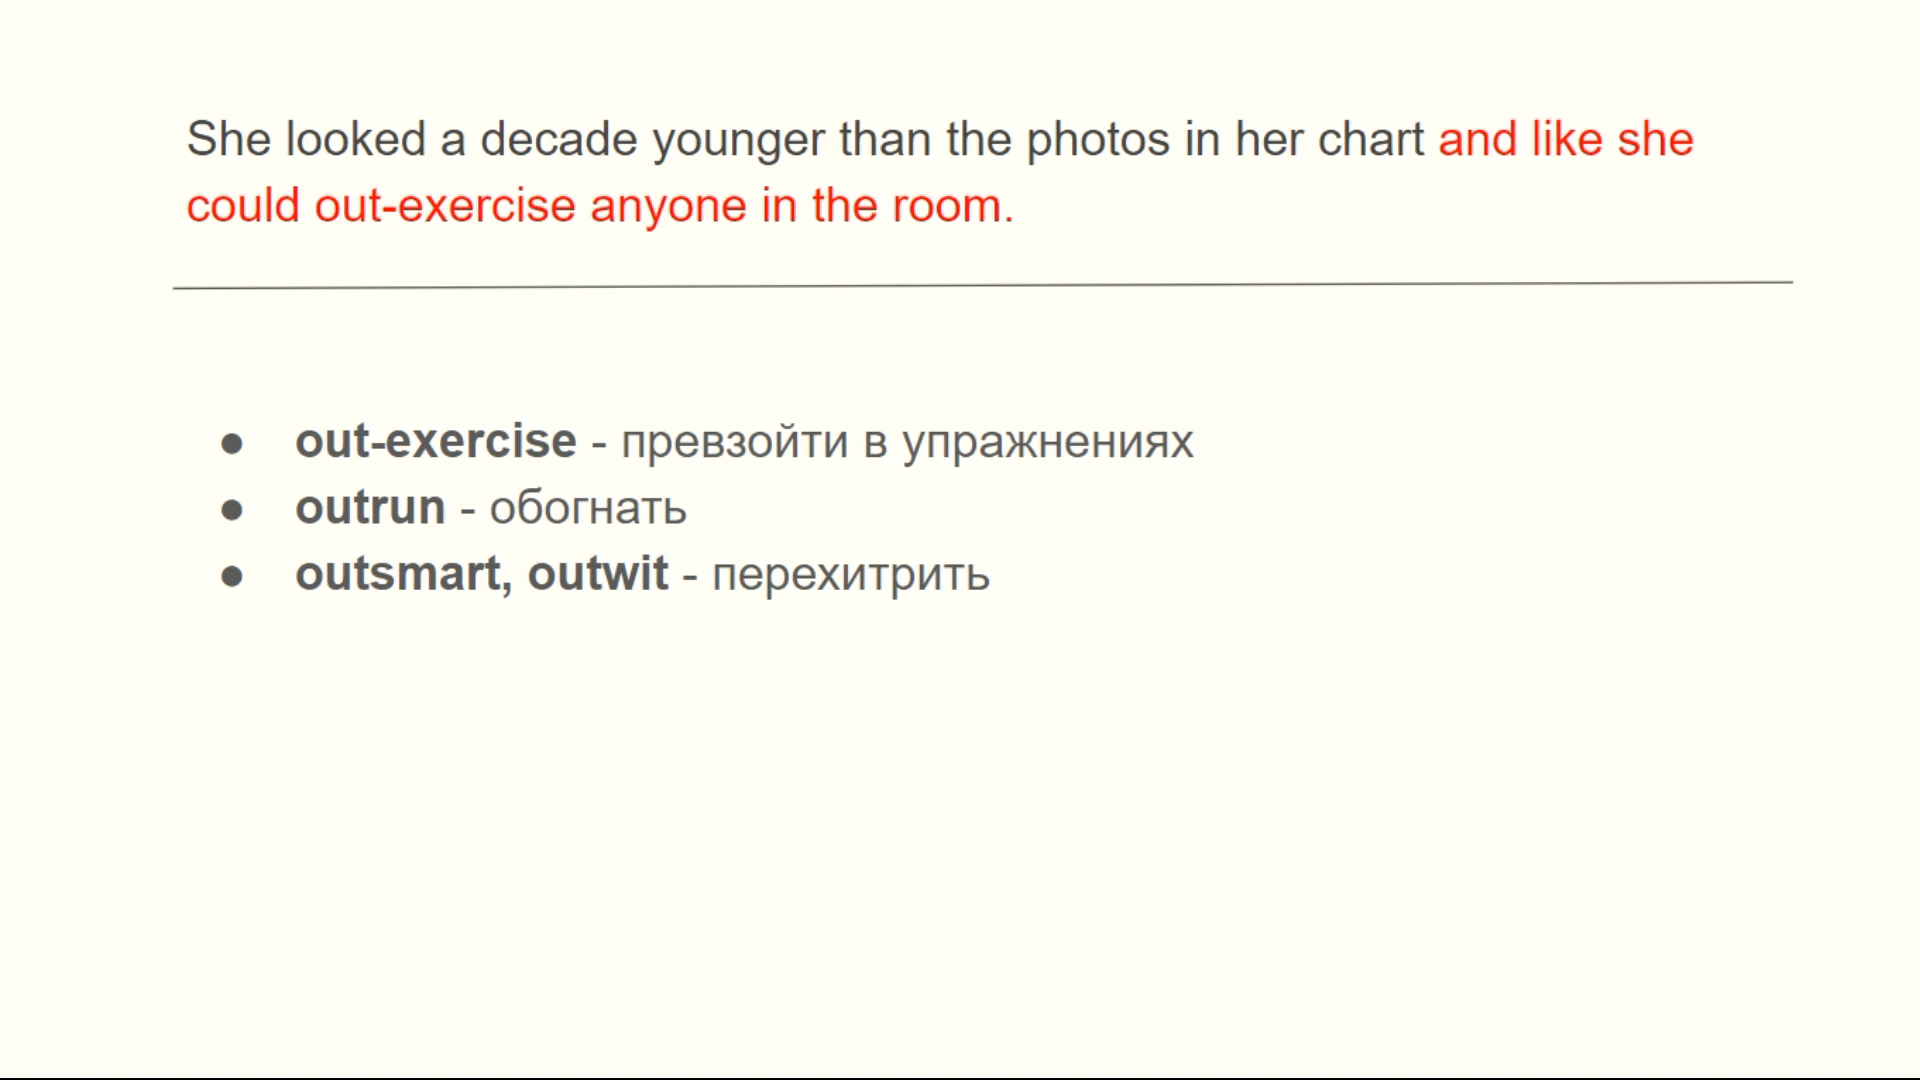 She looked a decade younger than the photos in her chart and like she
could out-exercise anyone in the room.
● out-exercise - превзойти в упражнениях
● outrun - обогнать
● outsmart, outwit - перехитрить